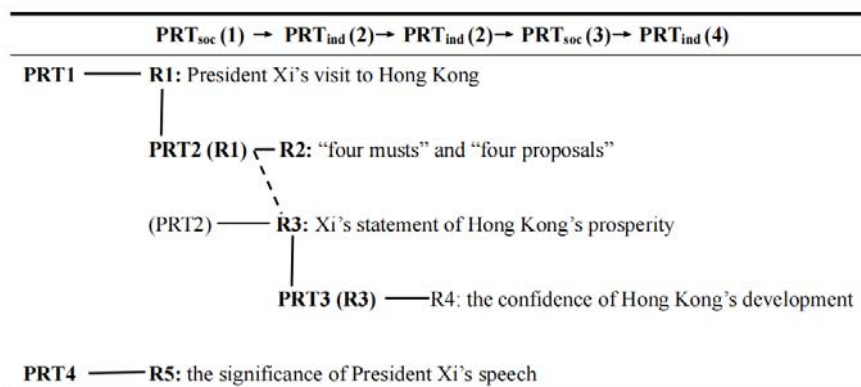 PRTsoc (1) → PRTind (2)→ PRTind (2)→ PRTsoc (3)→ PRTind (4)
PRT1 R1: President Xi's visit to Hong Kong
PRT2 (R1) R2: “four musts” and “four proposals”
(PRT2) R3: Xi's statement of Hong Kong's prosperity
PRT3 (R3) R4: the confidence of Hong Kong's development
PRT4 R5: the significance of President Xi's speech